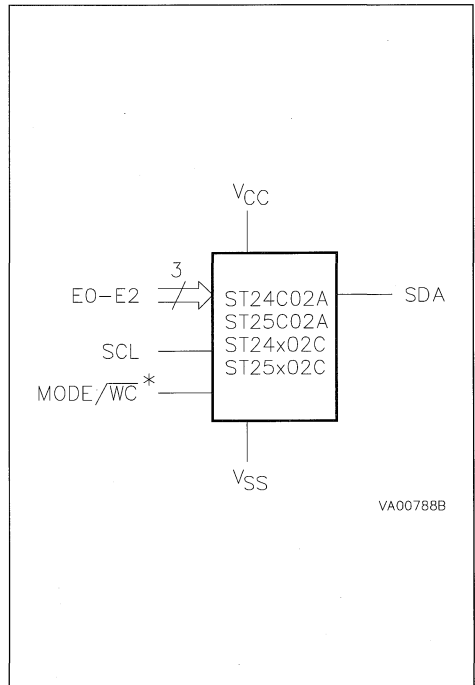 VCC
3
E0-E2
ST24C02A
SDA
ST25C02A
SCL
ST24x02C
ST25x02C
MODE/WC *
VSS
VA00788B